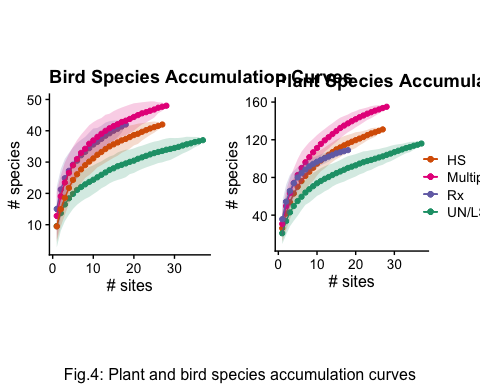 Bird Species Accumulation Curves
Plant Species Accumula
# species
50
40
30
20
10
0
10
20
30
# sites
# species
160
120
80
40
0
10
20
30
# sites
HS
Multip
Rx
UN/LS
Fig.4: Plant and bird species accumulation curves